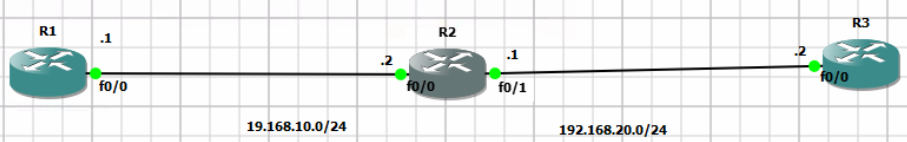 R1
.1
f0/0
19.168.10.0/24
.2
R2
f0/0
.1
f0/1
192.168.20.0/24
.2
R3
f0/0